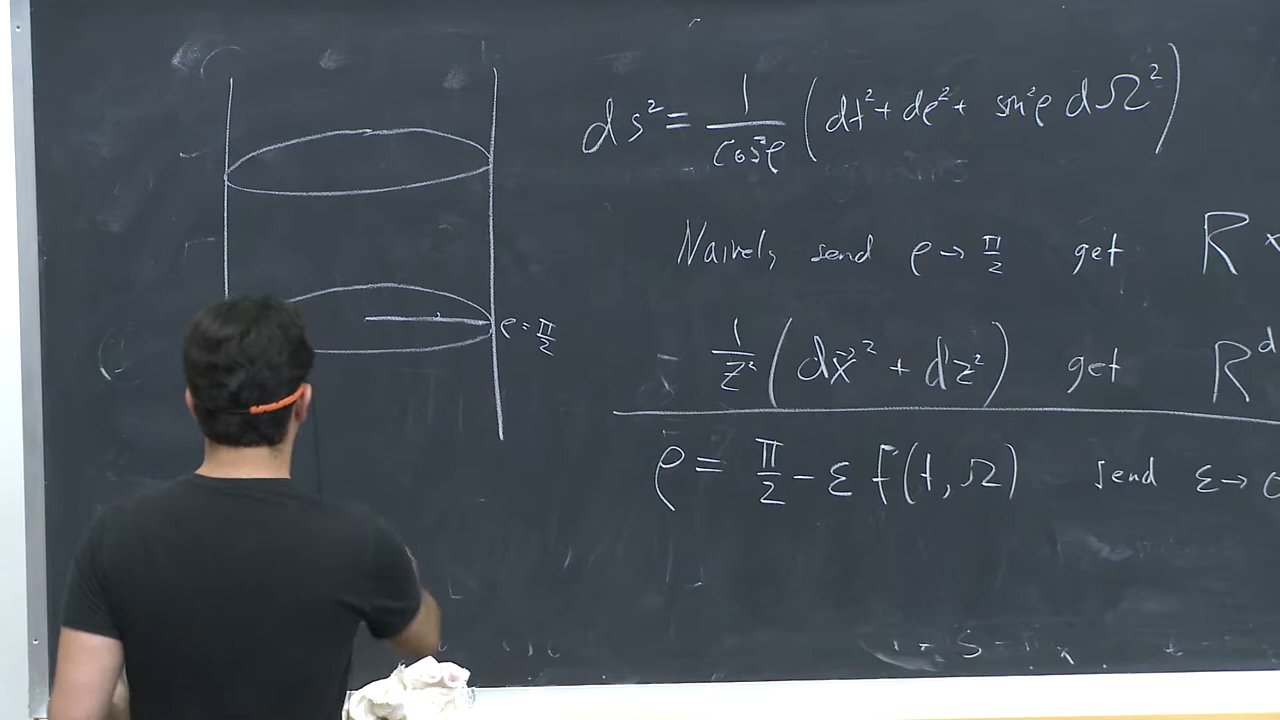 ds² = 1/cos²ρ (dt² + dρ² + sin²ρ dΩ²)
Naively send ρ → π/2 get R ×
ρ = π/2
1/z² (dx⃗² + dz²) get R^d
ρ = π/2 - ε f(t, Ω) send ε → 0